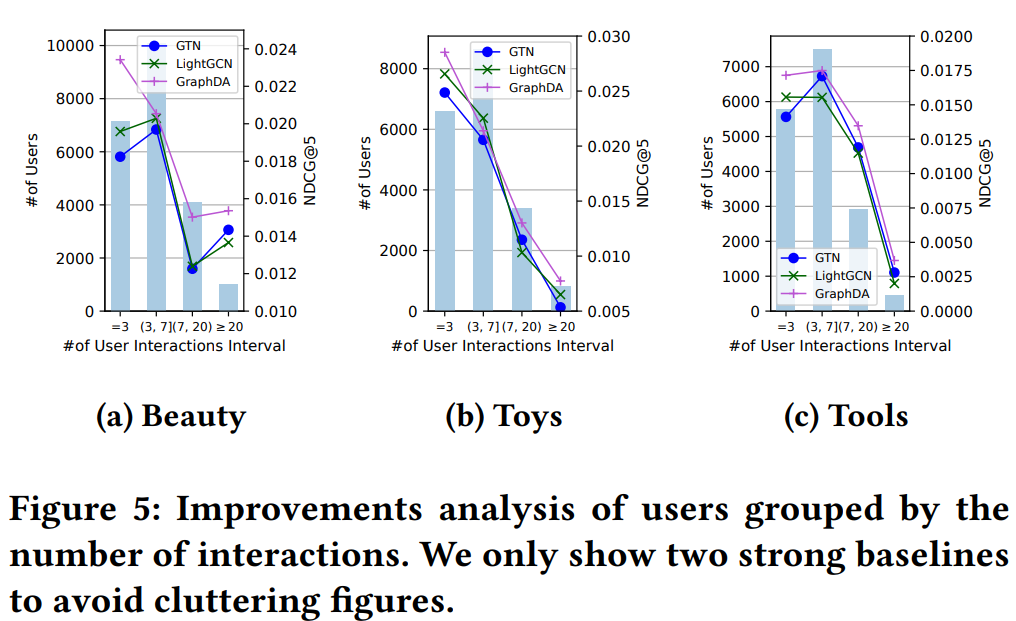 10000
8000
6000
4000
2000
0
#of Users
GTN
LightGCN
GraphDA
0.024
0.022
0.020
0.018
0.016
0.014
0.012
0.010
NDCG@5
=3 (3, 7] (7, 20) ≥20
#of User Interactions Interval
(a) Beauty
8000
6000
4000
2000
0
#of Users
GTN
LightGCN
GraphDA
0.030
0.025
0.020
0.015
0.010
0.005
NDCG@5
=3 (3, 7] (7, 20) ≥20
#of User Interactions Interval
(b) Toys
7000
6000
5000
4000
3000
2000
1000
0
#of Users
GTN
LightGCN
GraphDA
0.0200
0.0175
0.0150
0.0125
0.0100
0.0075
0.0050
0.0025
0.0000
NDCG@5
=3 (3, 7] (7, 20) ≥20
#of User Interactions Interval
(c) Tools
Figure 5: Improvements analysis of users grouped by the
number of interactions. We only show two strong baselines
to avoid cluttering figures.